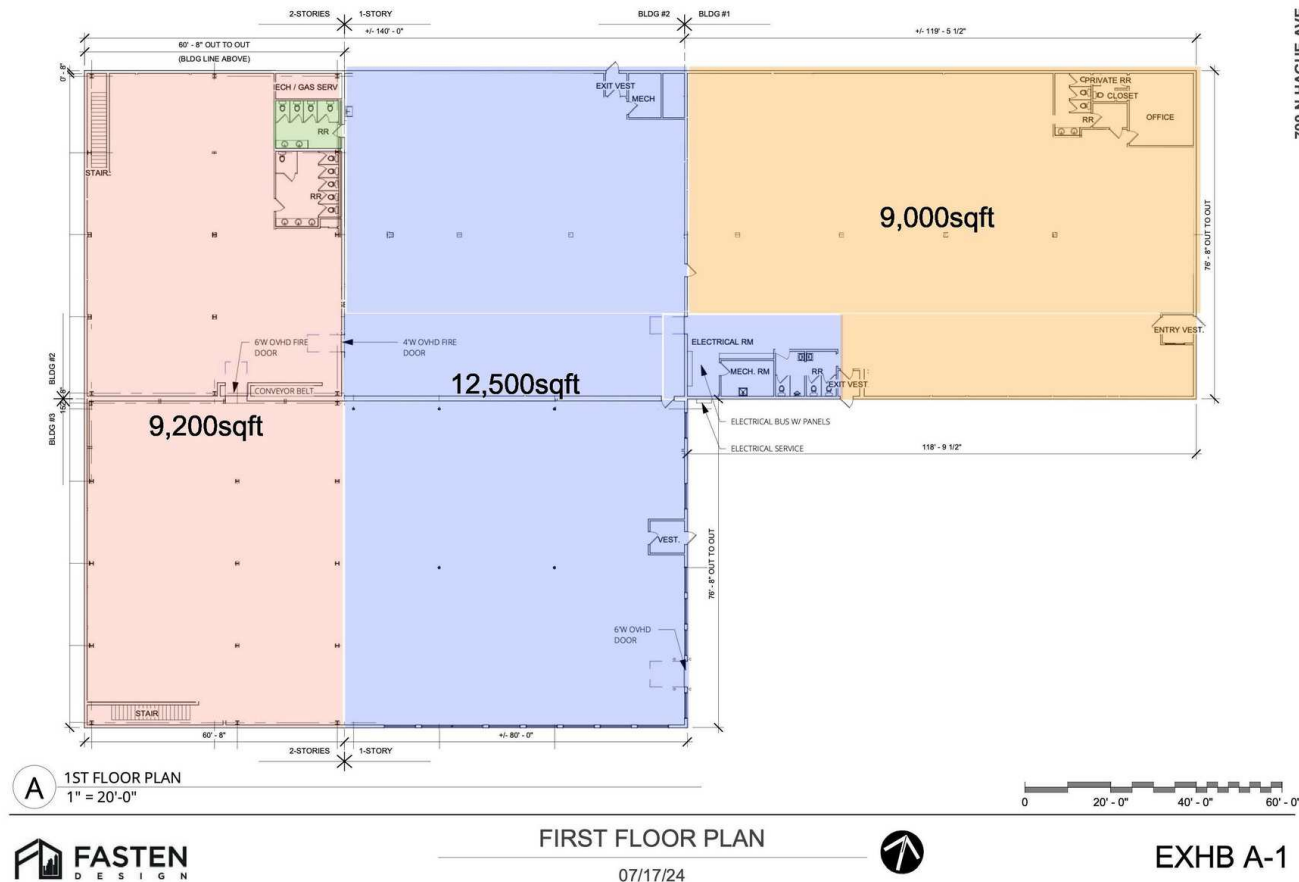 2-STORIES
1-STORY
BLDG #2
BLDG #1
+/- 140' - 0"
+/- 119' - 5 1/2"
60' - 8" OUT TO OUT
(BLDG LINE ABOVE)
0' - 8"
ECH / GAS SERV
RR
STAIR
RR
EXIT VEST
MECH
PRIVATE RR
CLOSET
RR
OFFICE
9,000sqft
76' - 8" OUT TO OUT
6'W OVHD FIRE
DOOR
4'W OVHD FIRE
DOOR
ELECTRICAL RM
ENTRY VEST.
MECH. RM
RR
EXIT VEST
CONVEYOR BELT
12,500sqft
9,200sqft
BLDG #2
BLDG #3
ELECTRICAL BUS W/ PANELS
ELECTRICAL SERVICE
118' - 9 1/2"
VEST.
76' - 8" OUT TO OUT
6'W OVHD
DOOR
STAIR
60' - 8"
+/- 80' - 0"
2-STORIES
1-STORY
A
1ST FLOOR PLAN
1" = 20'-0"
0
20' - 0"
40' - 0"
60' - 0
FASTEN
DESIGN
FIRST FLOOR PLAN
07/17/24
EXHB A-1